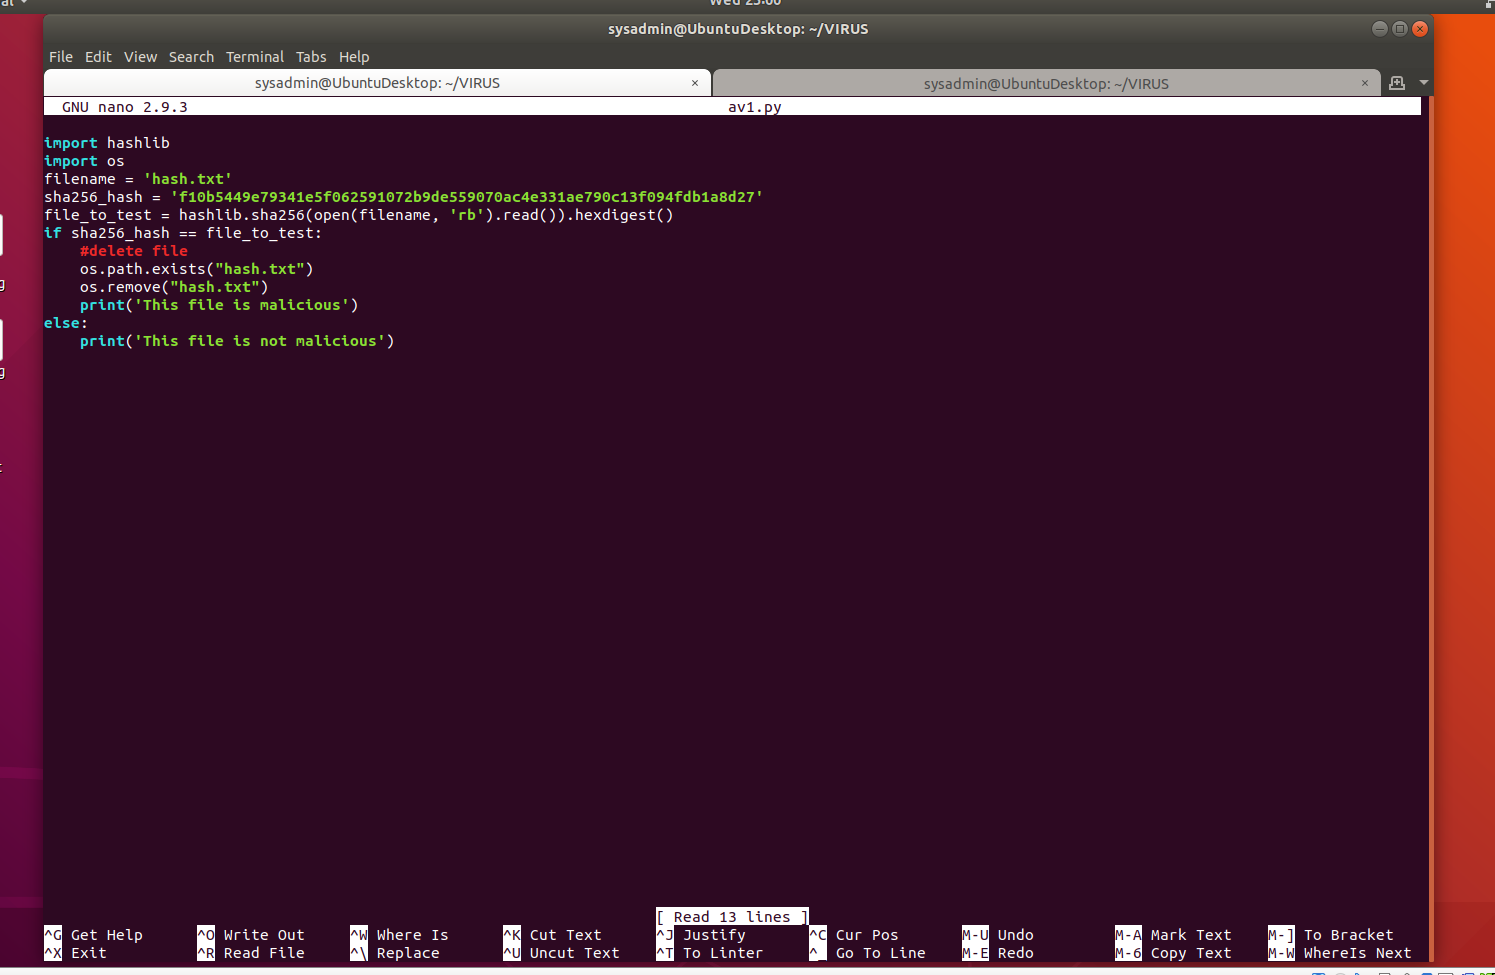 al
Wed 23:00
sysadmin@UbuntuDesktop: ~/VIRUS
File Edit View Search Terminal Tabs Help
sysadmin@UbuntuDesktop: ~/VIRUS × sysadmin@UbuntuDesktop: ~/VIRUS ×
GNU nano 2.9.3 av1.py
import hashlib
import os
filename = 'hash.txt'
sha256_hash = 'f10b5449e79341e5f062591072b9de559070ac4e331ae790c13f094fdb1a8d27'
file_to_test = hashlib.sha256(open(filename, 'rb').read()).hexdigest()
if sha256_hash == file_to_test:
    #delete file
    os.path.exists("hash.txt")
    os.remove("hash.txt")
    print('This file is malicious')
else:
    print('This file is not malicious')
g
g
t
[ Read 13 lines ]
^G Get Help ^O Write Out ^W Where Is ^K Cut Text ^J Justify ^C Cur Pos M-U Undo M-A Mark Text M-] To Bracket
^X Exit ^R Read File ^\ Replace ^U Uncut Text ^T To Linter ^_ Go To Line M-E Redo M-6 Copy Text M-W WhereIs Next